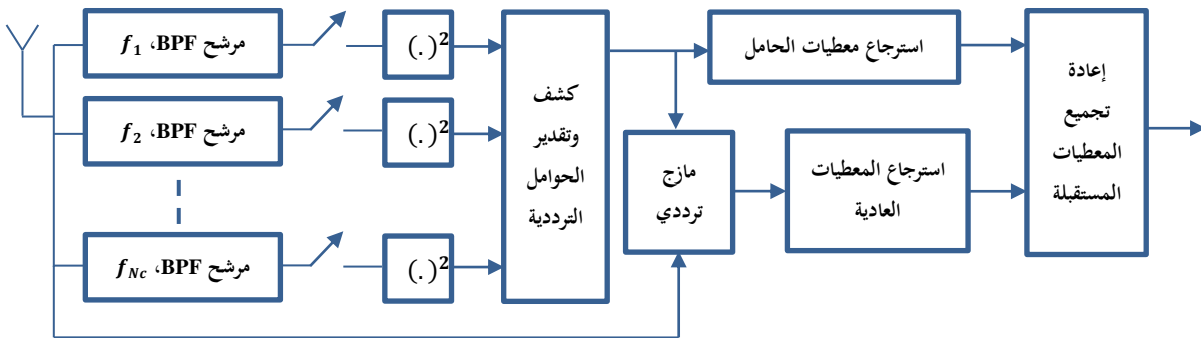 مرشح BPF، f₁
(.)²
مرشح BPF، f₂
(.)²
مرشح BPF، f_Nc
(.)²
كشف
وتقدير
الحوامل
الترددية
استرجاع معطيات الحامل
مازج
ترددي
استرجاع المعطيات
العادية
إعادة
تجميع
المعطيات
المستقبلة